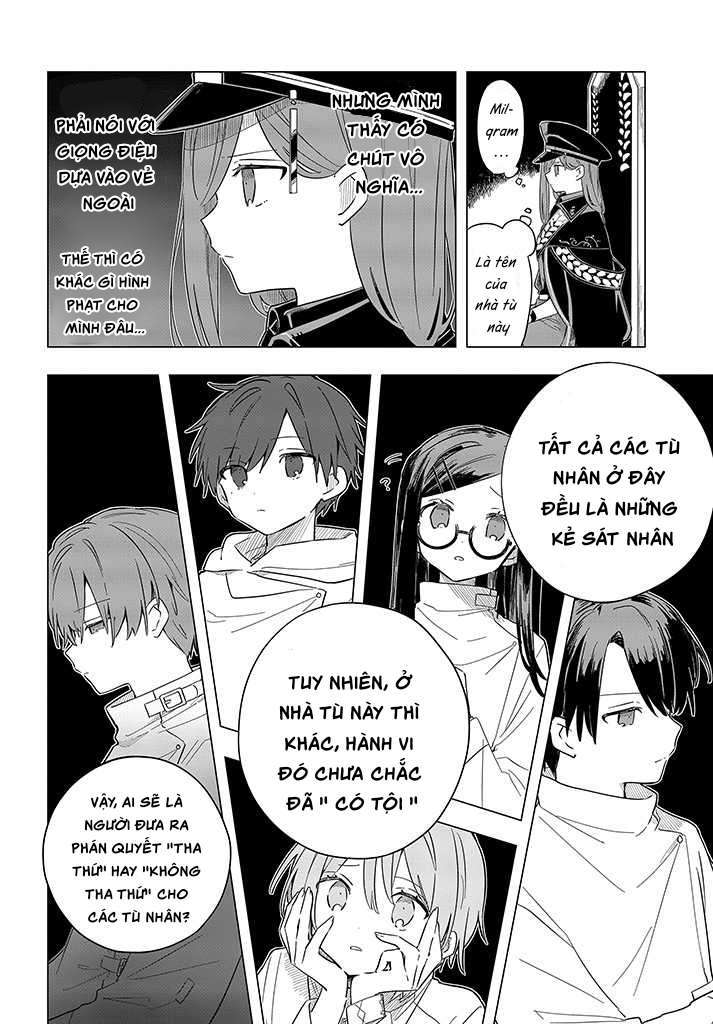 Mil-
gram
...
Là tên
của
nhà tù
này
NHƯNG MÌNH
THẤY CÓ
CHÚT VÔ
NGHĨA...
PHẢI NÓI VỚI
GIỌNG ĐIỆU
DỰA VÀO VẺ
NGOÀI
THẾ THÌ CÓ
KHÁC GÌ HÌNH
PHẠT CHO
MÌNH ĐÂU...
TẤT CẢ CÁC TÙ
NHÂN Ở ĐÂY
ĐỀU LÀ NHỮNG
KẺ SÁT NHÂN
TUY NHIÊN, Ở
NHÀ TÙ NÀY THÌ
KHÁC, HÀNH VI
ĐÓ CHƯA CHẮC
ĐÃ " CÓ TỘI "
VẬY, AI SẼ LÀ
NGƯỜI ĐƯA RA
PHÁN QUYẾT "THA
THỨ" HAY "KHÔNG
THA THỨ" CHO
CÁC TÙ NHÂN?